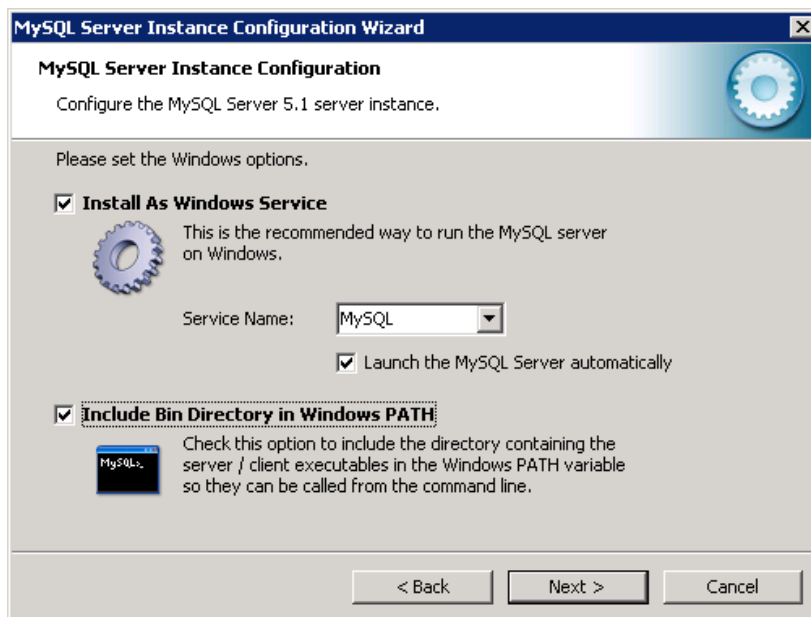 MySQL Server Instance Configuration Wizard
MySQL Server Instance Configuration
Configure the MySQL Server 5.1 server instance.
Please set the Windows options.
Install As Windows Service
This is the recommended way to run the MySQL server
on Windows.
Service Name:
MySQL
Launch the MySQL Server automatically
Include Bin Directory in Windows PATH
MySQL>_
Check this option to include the directory containing the
server / client executables in the Windows PATH variable
so they can be called from the command line.
< Back
Next >
Cancel